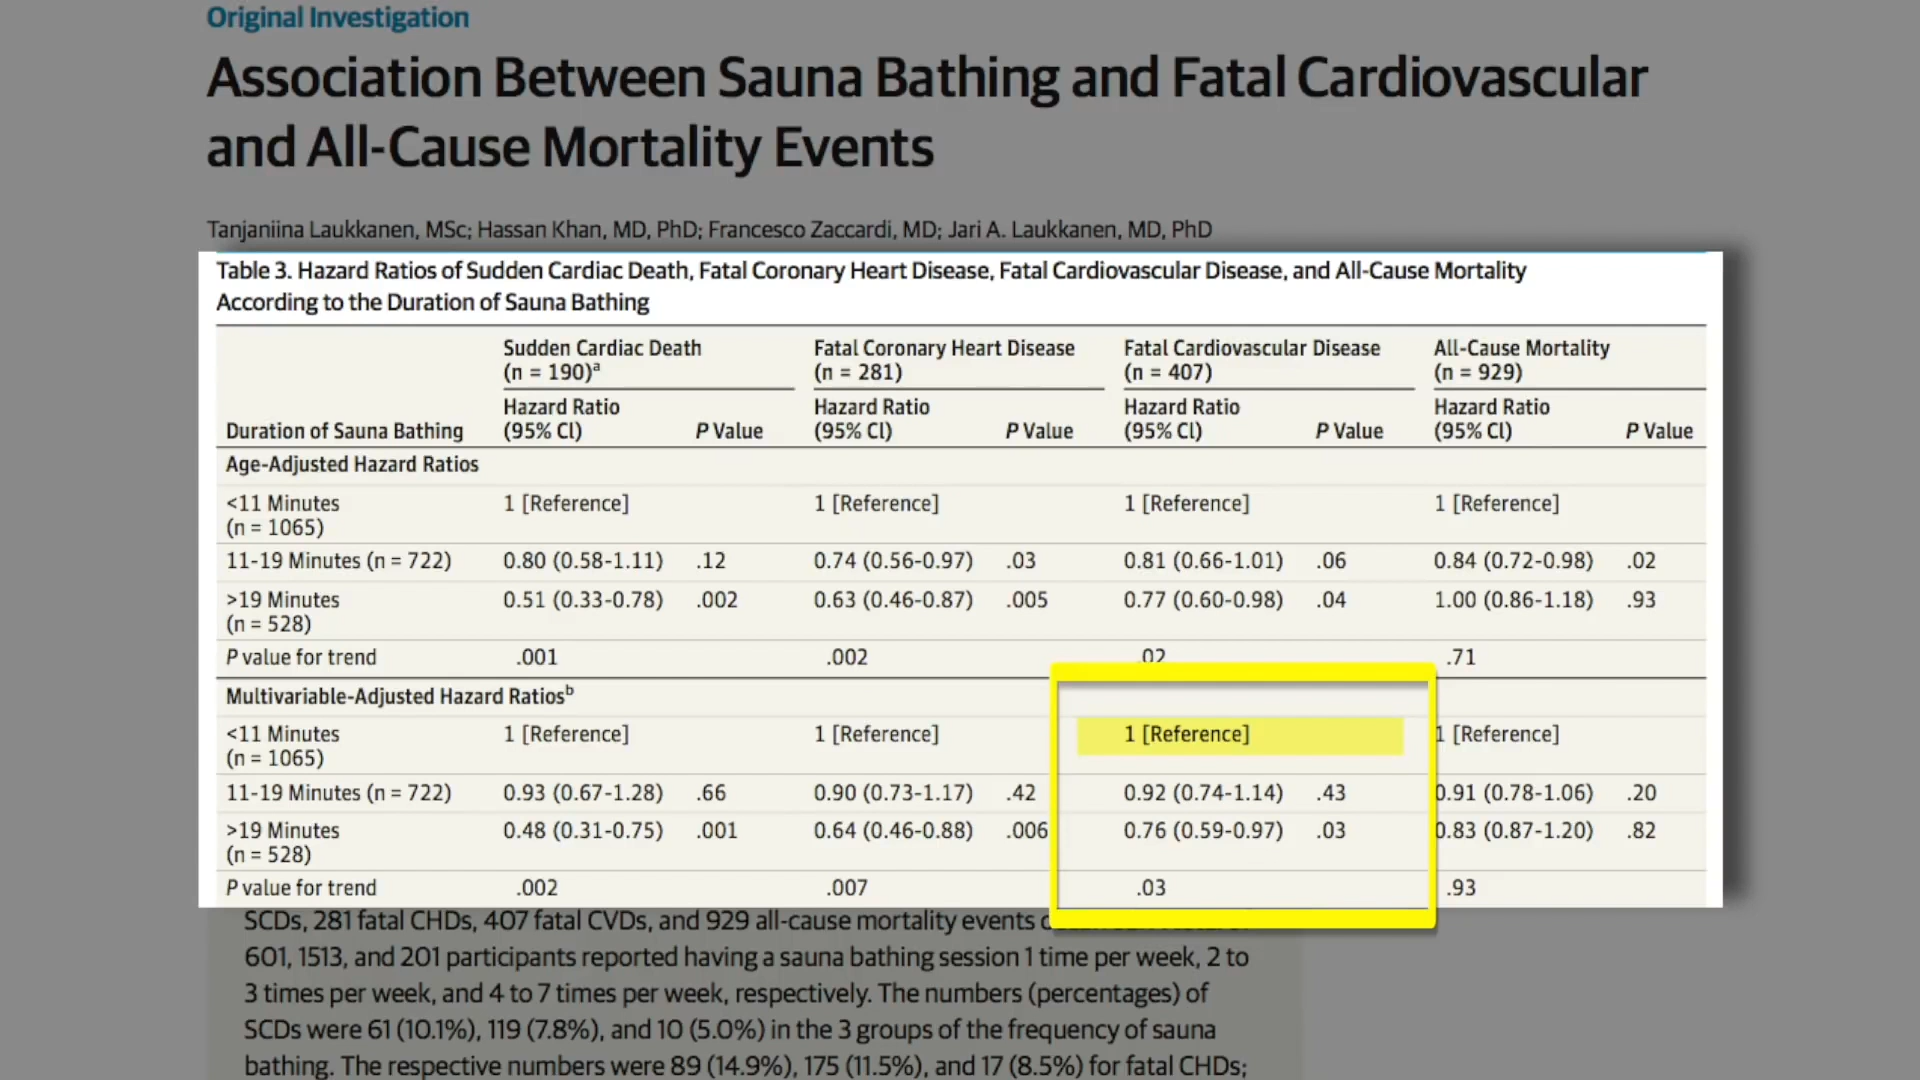 Original Investigation
Association Between Sauna Bathing and Fatal Cardiovascular
and All-Cause Mortality Events
Tanjaniina Laukkanen, MSc; Hassan Khan, MD, PhD; Francesco Zaccardi, MD; Jari A. Laukkanen, MD, PhD
Table 3. Hazard Ratios of Sudden Cardiac Death, Fatal Coronary Heart Disease, Fatal Cardiovascular Disease, and All-Cause Mortality
According to the Duration of Sauna Bathing
Sudden Cardiac Death Fatal Coronary Heart Disease Fatal Cardiovascular Disease All-Cause Mortality
(n = 190)a (n = 281) (n = 407) (n = 929)
Hazard Ratio Hazard Ratio Hazard Ratio Hazard Ratio
Duration of Sauna Bathing (95% CI) P Value (95% CI) P Value (95% CI) P Value (95% CI) P Value
Age-Adjusted Hazard Ratios
<11 Minutes 1 [Reference] 1 [Reference] 1 [Reference] 1 [Reference]
(n = 1065)
11-19 Minutes (n = 722) 0.80 (0.58-1.11) .12 0.74 (0.56-0.97) .03 0.81 (0.66-1.01) .06 0.84 (0.72-0.98) .02
>19 Minutes 0.51 (0.33-0.78) .002 0.63 (0.46-0.87) .005 0.77 (0.60-0.98) .04 1.00 (0.86-1.18) .93
(n = 528)
P value for trend .001 .002 .02 .71
Multivariable-Adjusted Hazard Ratiosb
<11 Minutes 1 [Reference] 1 [Reference] 1 [Reference] 1 [Reference]
(n = 1065)
11-19 Minutes (n = 722) 0.93 (0.67-1.28) .66 0.90 (0.73-1.17) .42 0.92 (0.74-1.14) .43 0.91 (0.78-1.06) .20
>19 Minutes 0.48 (0.31-0.75) .001 0.64 (0.46-0.88) .006 0.76 (0.59-0.97) .03 0.83 (0.87-1.20) .82
(n = 528)
P value for trend .002 .007 .03 .93
SCDs, 281 fatal CHDs, 407 fatal CVDs, and 929 all-cause mortality events
601, 1513, and 201 participants reported having a sauna bathing session 1 time per week, 2 to
3 times per week, and 4 to 7 times per week, respectively. The numbers (percentages) of
SCDs were 61 (10.1%), 119 (7.8%), and 10 (5.0%) in the 3 groups of the frequency of sauna
bathing. The respective numbers were 89 (14.9%), 175 (11.5%), and 17 (8.5%) for fatal CHDs;